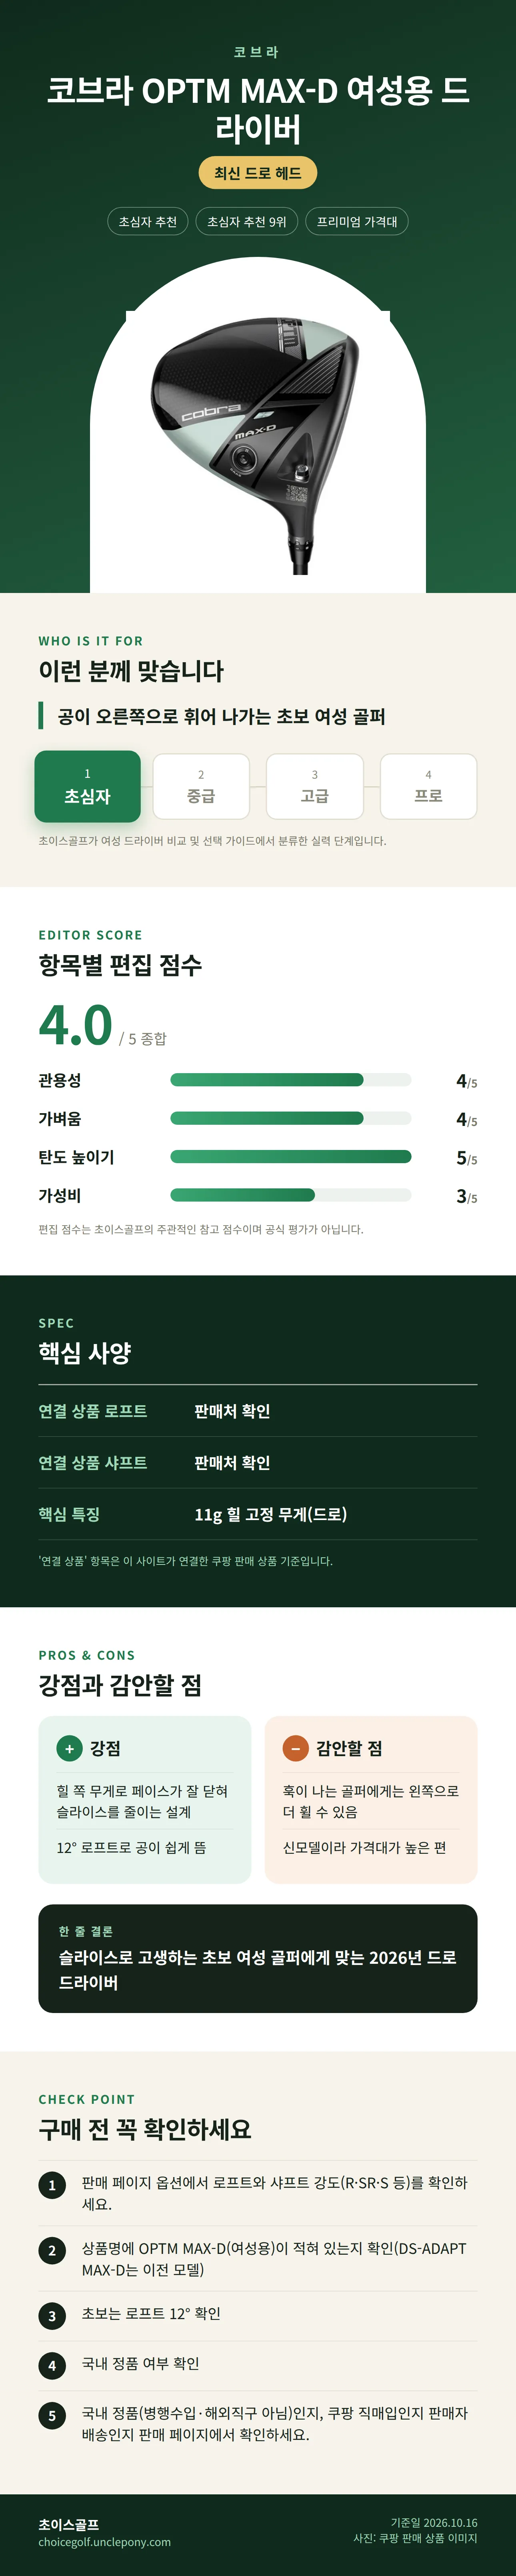 코브라
코브라 OPTM MAX-D 여성용 드
라이버
최신 드로 헤드
초심자 추천
초심자 추천 9위
프리미엄 가격대
cobra
MAX-D
WHO IS IT FOR
이런 분께 맞습니다
공이 오른쪽으로 휘어 나가는 초보 여성 골퍼
1
초심자
2
중급
3
고급
4
프로
초이스골프가 여성 드라이버 비교 및 선택 가이드에서 분류한 실력 단계입니다.
EDITOR SCORE
항목별 편집 점수
4.0 / 5 종합
관용성 4/5
가벼움 4/5
탄도 높이기 5/5
가성비 3/5
편집 점수는 초이스골프의 주관적인 참고 점수이며 공식 평가가 아닙니다.
SPEC
핵심 사양
연결 상품 로프트 판매처 확인
연결 상품 샤프트 판매처 확인
핵심 특징 11g 힐 고정 무게(드로)
'연결 상품' 항목은 이 사이트가 연결한 쿠팡 판매 상품 기준입니다.
PROS & CONS
강점과 감안할 점
+ 강점
힐 쪽 무게로 페이스가 잘 닫혀
슬라이스를 줄이는 설계
12° 로프트로 공이 쉽게 뜸
− 감안할 점
훅이 나는 골퍼에게는 왼쪽으로
더 휠 수 있음
신모델이라 가격대가 높은 편
한 줄 결론
슬라이스로 고생하는 초보 여성 골퍼에게 맞는 2026년 드로
드라이버
CHECK POINT
구매 전 꼭 확인하세요
1 판매 페이지 옵션에서 로프트와 샤프트 강도(R·SR·S 등)를 확인하
세요.
2 상품명에 OPTM MAX-D(여성용)이 적혀 있는지 확인(DS-ADAPT
MAX-D는 이전 모델)
3 초보는 로프트 12° 확인
4 국내 정품 여부 확인
5 국내 정품(병행수입·해외직구 아님)인지, 쿠팡 직매입인지 판매자
배송인지 판매 페이지에서 확인하세요.
초이스골프
choicegolf.unclepony.com
기준일 2026.10.16
사진: 쿠팡 판매 상품 이미지